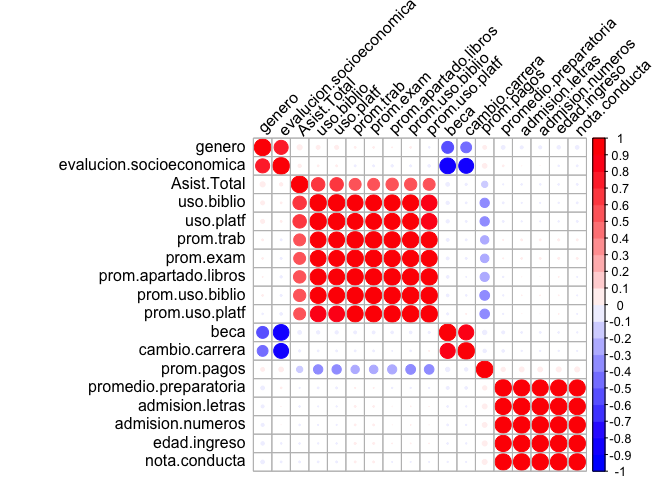 genero
evalucion.socioeconomica
Asist.Total
uso.biblio
uso.platf
prom.trab
prom.exam
prom.apartado.libros
prom.uso.biblio
prom.uso.platf
beca
cambio.carrera
prom.pagos
promedio.preparatoria
admision.letras
admision.numeros
edad.ingreso
nota.conducta
genero
evalucion.socioeconomica
Asist.Total
uso.biblio
uso.platf
prom.trab
prom.exam
prom.apartado.libros
prom.uso.biblio
prom.uso.platf
beca
cambio.carrera
prom.pagos
promedio.preparatoria
admision.letras
admision.numeros
edad.ingreso
nota.conducta
1
0.9
0.8
0.7
0.6
0.5
0.4
0.3
0.2
0.1
0
-0.1
-0.2
-0.3
-0.4
-0.5
-0.6
-0.7
-0.8
-0.9
-1